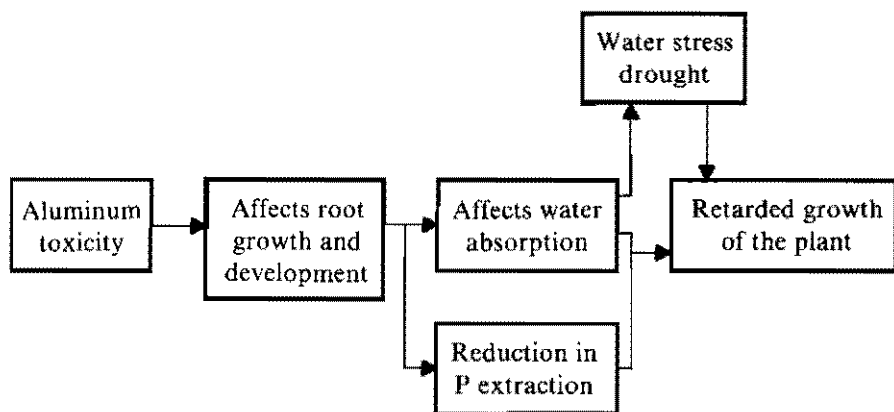 Water stress
drought
Aluminum
toxicity
Affects root
growth and
development
Affects water
absorption
Retarded growth
of the plant
Reduction in
P extraction